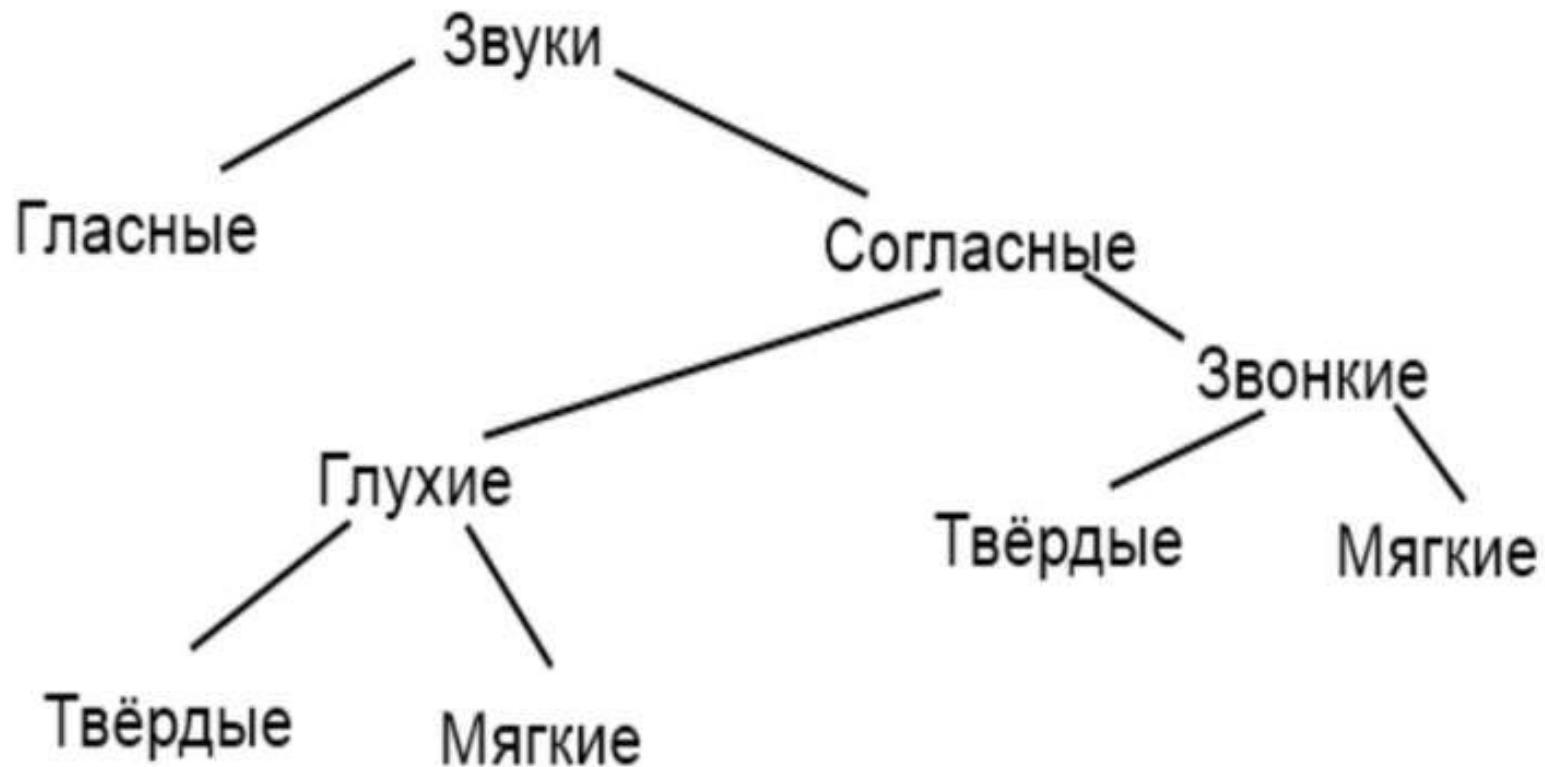 Звуки
Гласные
Согласные
Звонкие
Глухие
Твёрдые
Мягкие
Твёрдые
Мягкие